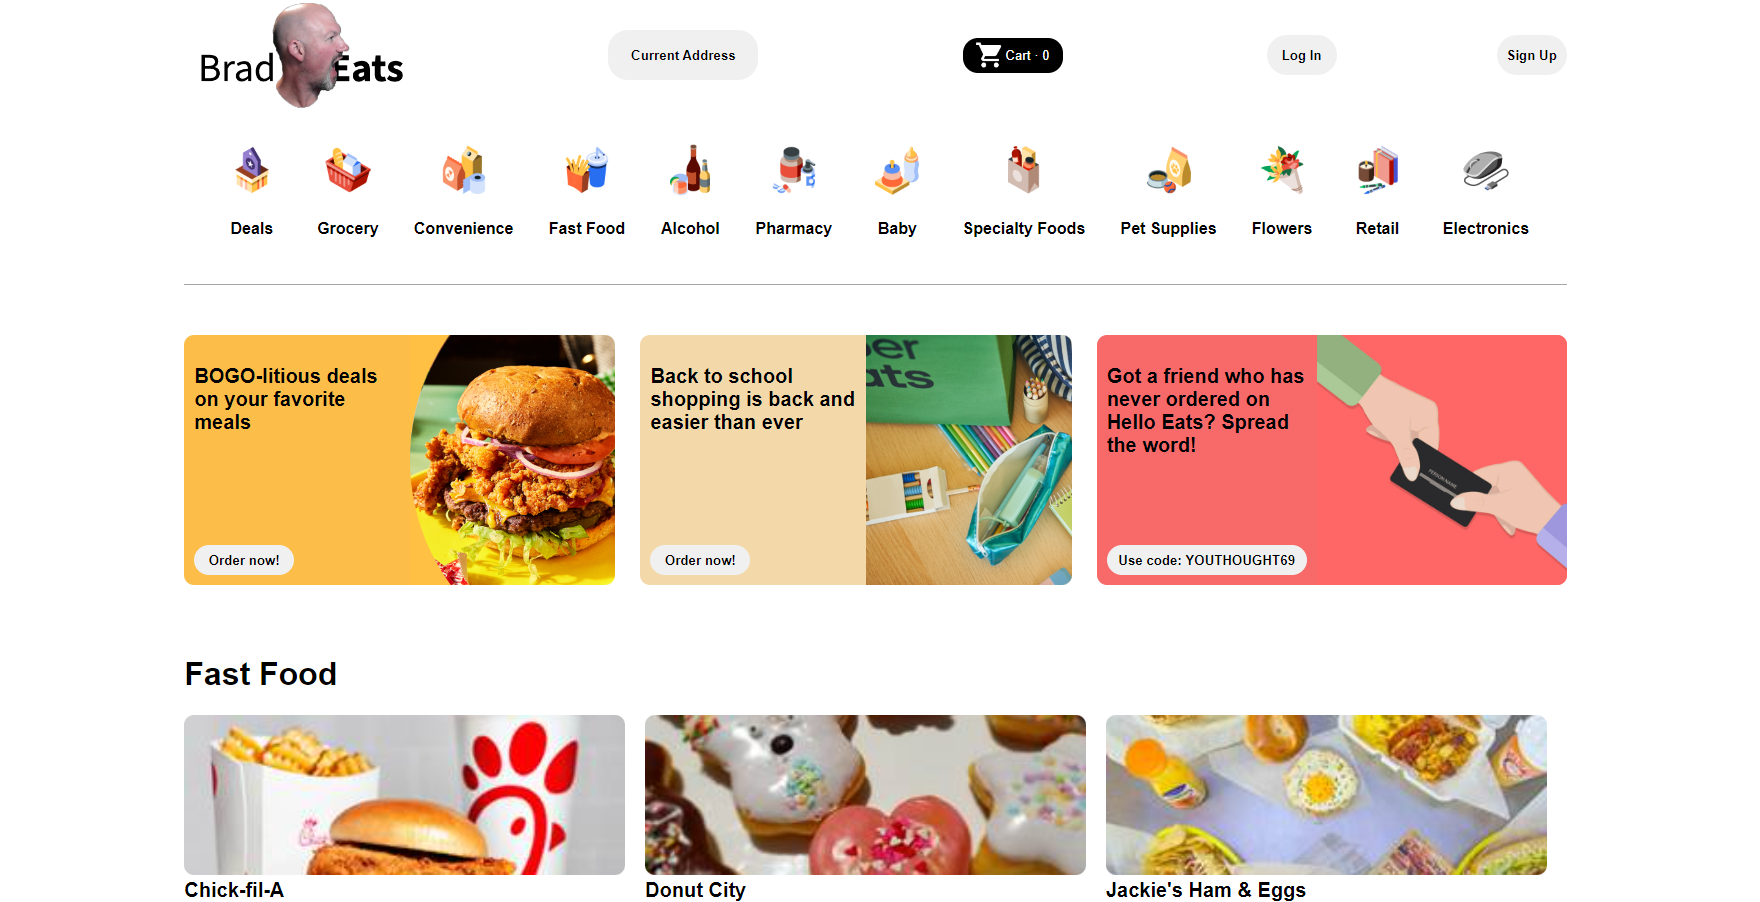 Brad Eats
Current Address
Cart · 0
Log In
Sign Up
Deals
Grocery
Convenience
Fast Food
Alcohol
Pharmacy
Baby
Specialty Foods
Pet Supplies
Flowers
Retail
Electronics
BOGO-litious deals
on your favorite
meals
Order now!
Back to school
shopping is back and
easier than ever
Order now!
ats
Got a friend who has
never ordered on
Hello Eats? Spread
the word!
Use code: YOUTHOUGHT69
PERSON NAME
Fast Food
Chick-fil-A
Donut City
Jackie's Ham & Eggs